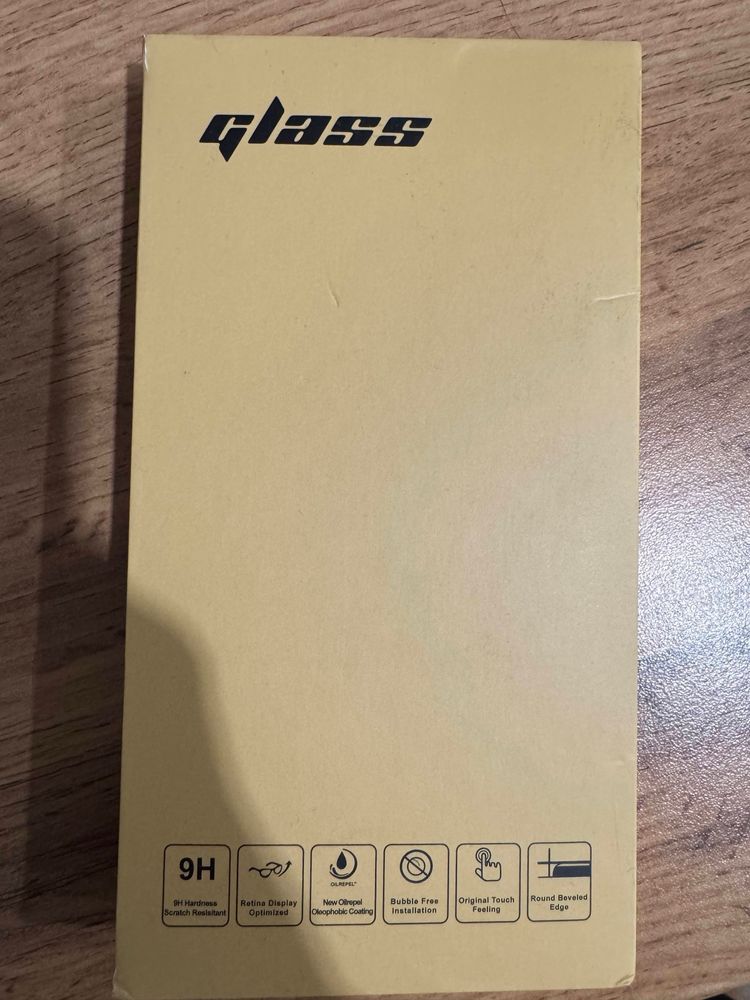 glass
9H
9H Hardness
Scratch Resisitant
Retina Display
Optimized
OILREPEL
New Oilrepel
Oleophobic Coating
Bubble Free
Installation
Original Touch
Feeling
Round Beveled
Edge